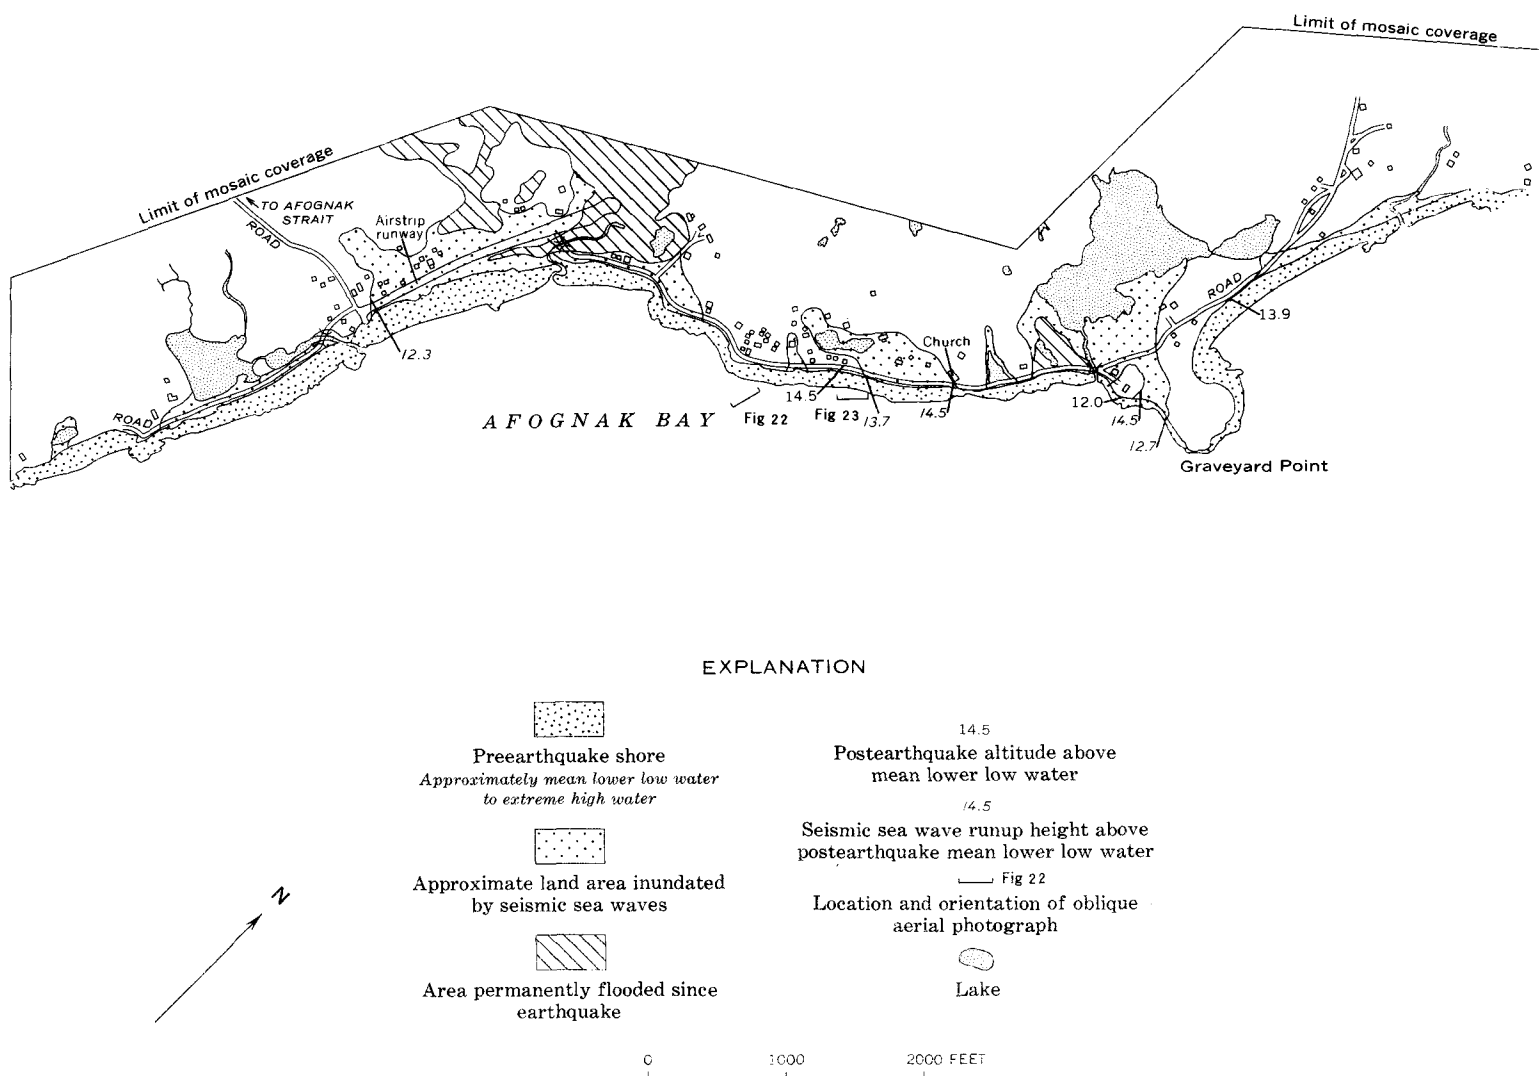 Limit of mosaic coverage
Limit of mosaic coverage
TO AFOGNAK
STRAIT
ROAD
Airstrip
runway
12.3
ROAD
AFOGNAK BAY
Fig 22
14.5
Fig 23
13.7
Church
14.5
12.0
14.5
12.7
ROAD
13.9
Graveyard Point
EXPLANATION
Preearthquake shore
Approximately mean lower low water
to extreme high water
Approximate land area inundated
by seismic sea waves
Area permanently flooded since
earthquake
14.5
Postearthquake altitude above
mean lower low water
14.5
Seismic sea wave runup height above
postearthquake mean lower low water
Fig 22
Location and orientation of oblique
aerial photograph
Lake
N
0 1000 2000 FEET